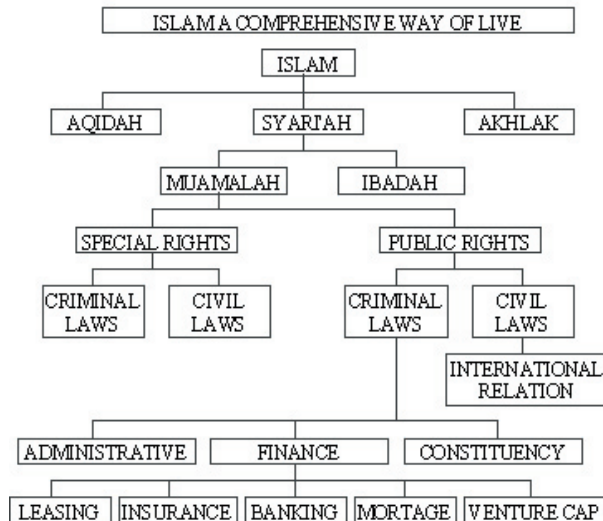 ISLAM A COMPREHENSIVE WAY OF LIVE
ISLAM
AQIDAH SYARI'AH AKHLAK
MUAMALAH IBADAH
SPECIAL RIGHTS PUBLIC RIGHTS
CRIMINAL LAWS CIVIL LAWS CRIMINAL LAWS CIVIL LAWS
INTERNATIONAL RELATION
ADMINISTRATIVE FINANCE CONSTITUENCY
LEASING INSURANCE BANKING MORTAGE VENTURE CAP